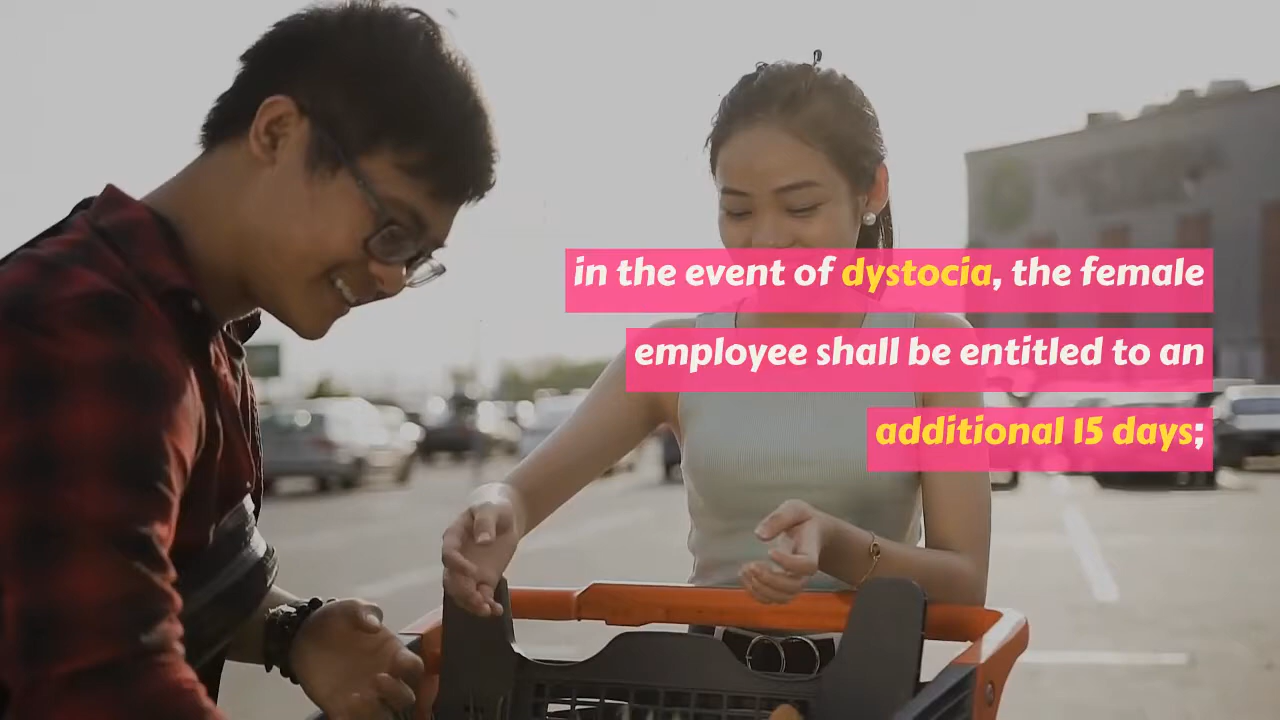 in the event of dystocia, the female
employee shall be entitled to an
additional 15 days;